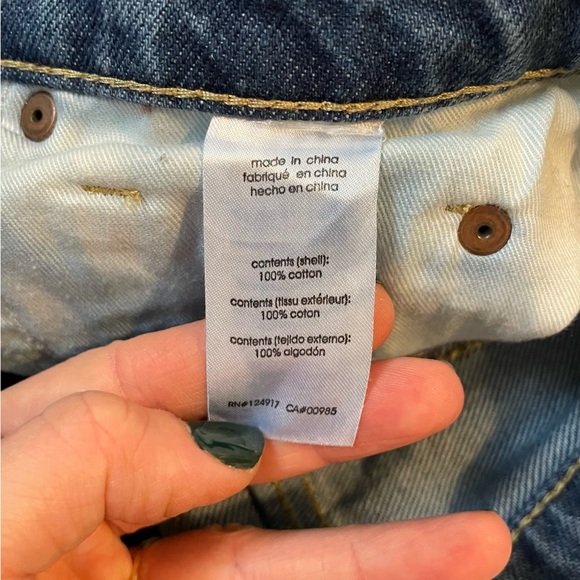 made in china
fabriqué en china
hecho en china
contents (shell):
100% cotton
contents (tissu extérieur):
100% coton
contents (tejido externo):
100% algodón
RN#124917 CA#00985